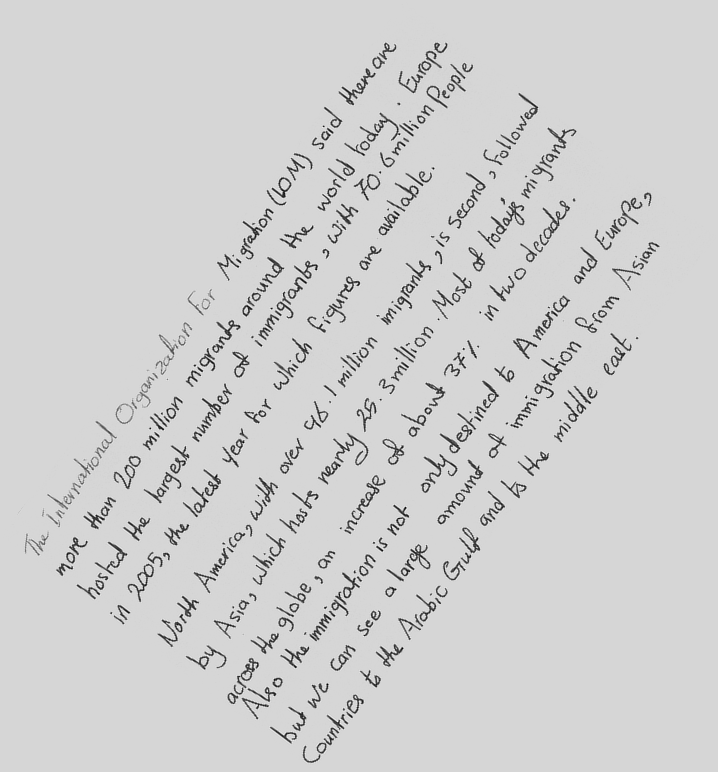 The International Organization For Migration (IOM) said there are
more than 200 million migrants around the world today. Europe
hosted the largest number of immigrants, with 70.6 million People
in 2005, the latest year for which figures are available.
North America, with over 45.1 million imigrants, is second, followed
by Asia, which hosts nearly 25.3 million. Most of today's migrants
across the globe, an increase of about 37% in two decades.
Also the immigration is not only destined to America and Europe,
but we can see a large amound of immigration from Asian
Countries to the Arabic Gulf and to the middle east.